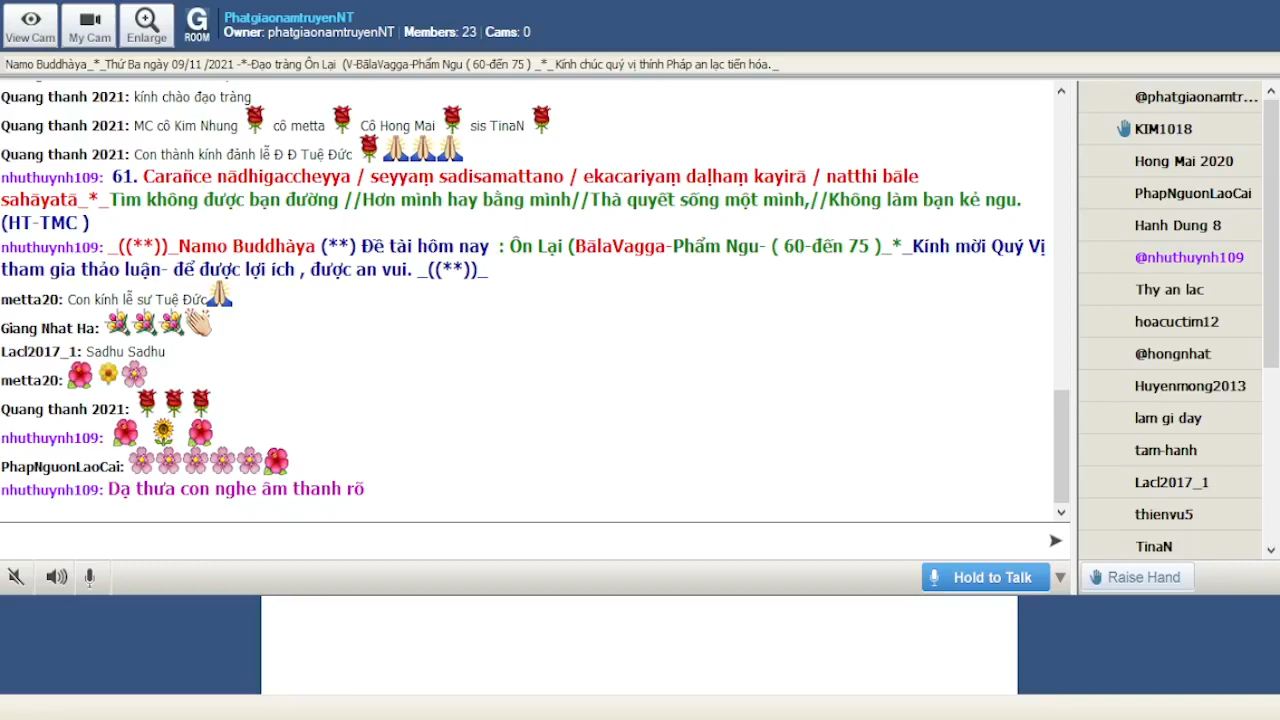 View Cam
My Cam
Enlarge
G
ROOM
PhatgiaonamtruyenNT
Owner: phatgiaonamtruyenNT | Members: 23 | Cams: 0
Namo Buddhàya_*_Thứ Ba ngày 09/11 /2021 -*-Đạo tràng Ôn Lại (V-BālaVagga-Phẩm Ngu ( 60-đến 75 ) _*_Kính chúc quý vị thính Pháp an lạc tiến hóa._
Quang thanh 2021: kính chào đạo tràng
Quang thanh 2021: MC cô Kim Nhung 🌹 cô metta 🌹 Cô Hong Mai 🌹 sis TinaN 🌹
Quang thanh 2021: Con thành kính đảnh lễ Đ Đ Tuệ Đức 🌹🙏🙏🙏
nhuthuynh109: 61. Carañce nādhigaccheyya / seyyaṃ sadisamattano / ekacariyaṃ daḷhaṃ kayirā / natthi bāle
sahāyatā_*_Tìm không được bạn đường //Hơn mình hay bằng mình//Thà quyết sống một mình,//Không làm bạn kẻ ngu.
(HT-TMC )
nhuthuynh109: _((**))_Namo Buddhàya (**) Đề tài hôm nay : Ôn Lại (BālaVagga-Phẩm Ngu- ( 60-đến 75 )_*_Kính mời Quý Vị
tham gia thảo luận- để được lợi ích , được an vui. _((**))_
metta20: Con kính lễ sư Tuệ Đức🙏
Giang Nhat Ha: 💐💐💐👏
Lacl2017_1: Sadhu Sadhu
metta20: 🌺🌼🌸
Quang thanh 2021: 🌹🌹🌹
nhuthuynh109: 🌺 🌻 🌺
PhapNguonLaoCai: 🌸🌸🌸🌸🌸🌺
nhuthuynh109: Dạ thưa con nghe âm thanh rõ
@phatgiaonamtr...
KIM1018
Hong Mai 2020
PhapNguonLaoCai
Hanh Dung 8
@nhuthuynh109
Thy an lac
hoacuctim12
@hongnhat
Huyenmong2013
lam gi day
tam-hanh
Lacl2017_1
thienvu5
TinaN
Hold to Talk
Raise Hand